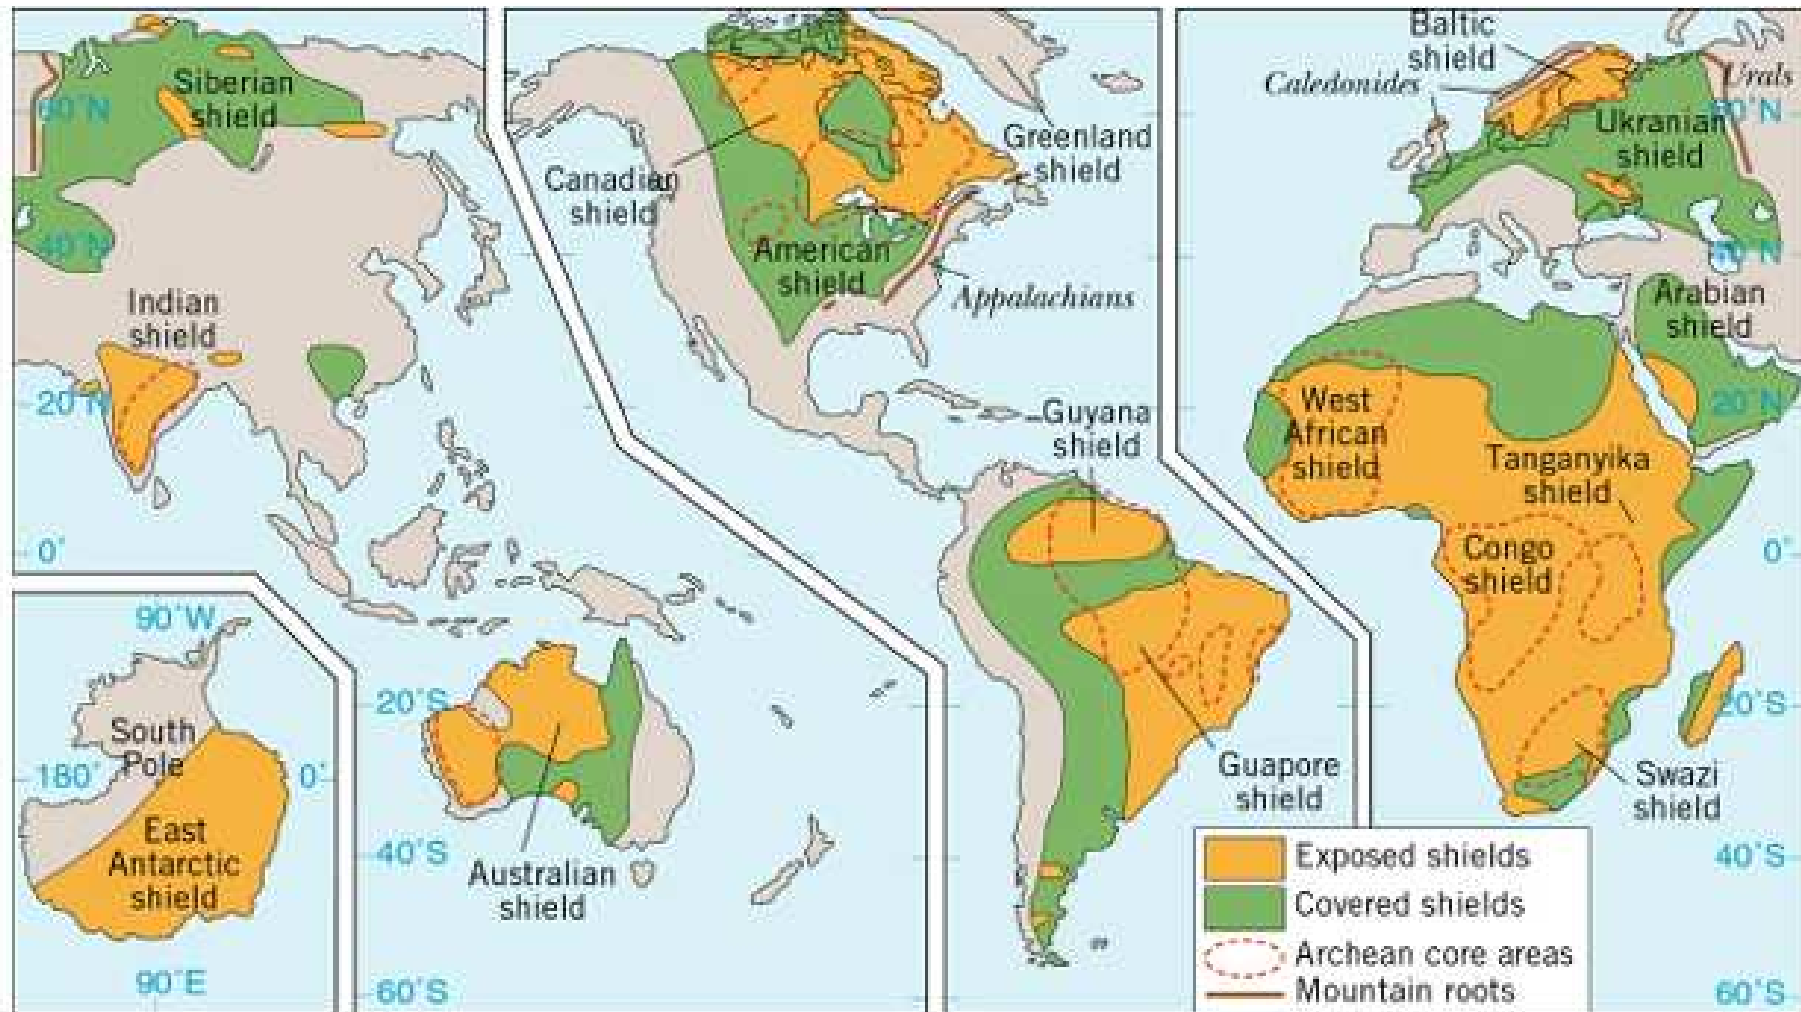 Siberian
shield
60°N
40°N
Indian
shield
20°N
0°
90°W
South
Pole
180°
0°
East
Antarctic
shield
90°E
20°S
40°S
Australian
shield
60°S
Canadian
shield
Greenland
shield
American
shield
Appalachians
Guyana
shield
Guapore
shield
Baltic
shield
Caledonides
Urals
60°N
Ukranian
shield
40°N
Arabian
shield
West
African
shield
20°N
Tanganyika
shield
Congo
shield
0°
20°S
Swazi
shield
40°S
60°S
Exposed shields
Covered shields
Archean core areas
Mountain roots